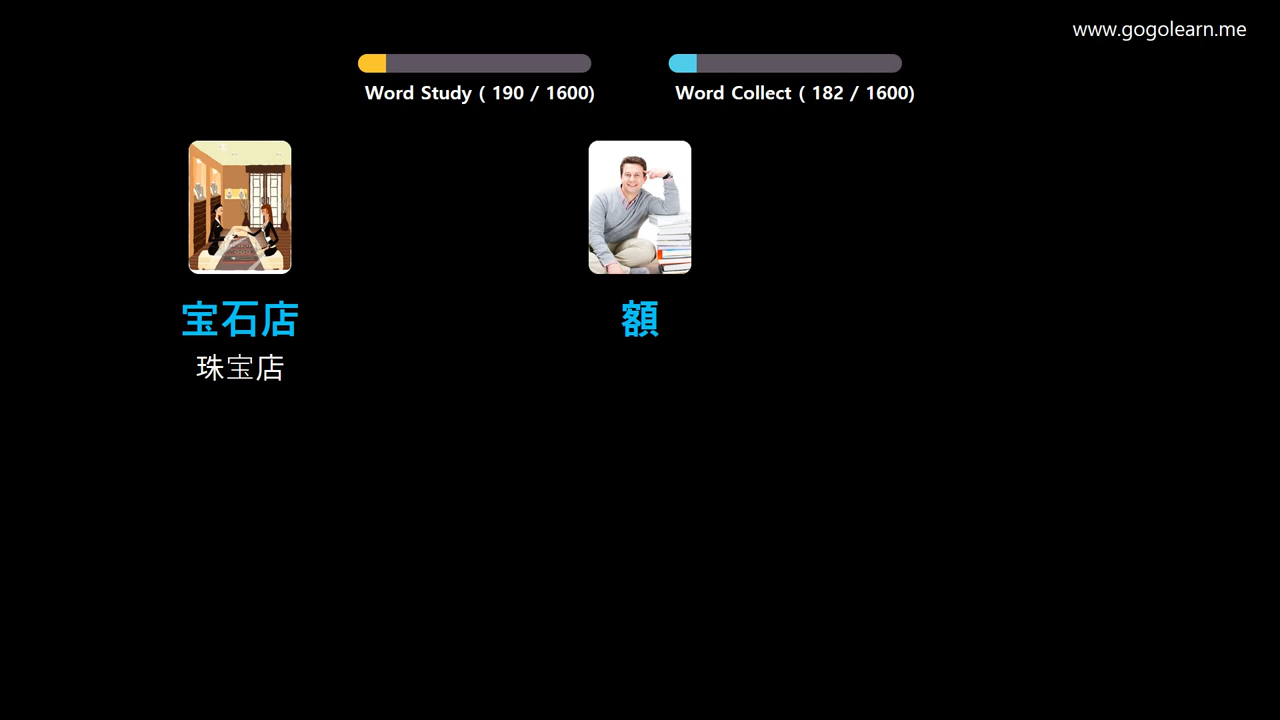 www.gogolearn.me
Word Study ( 190 / 1600)
Word Collect ( 182 / 1600)
宝石店
額
珠宝店